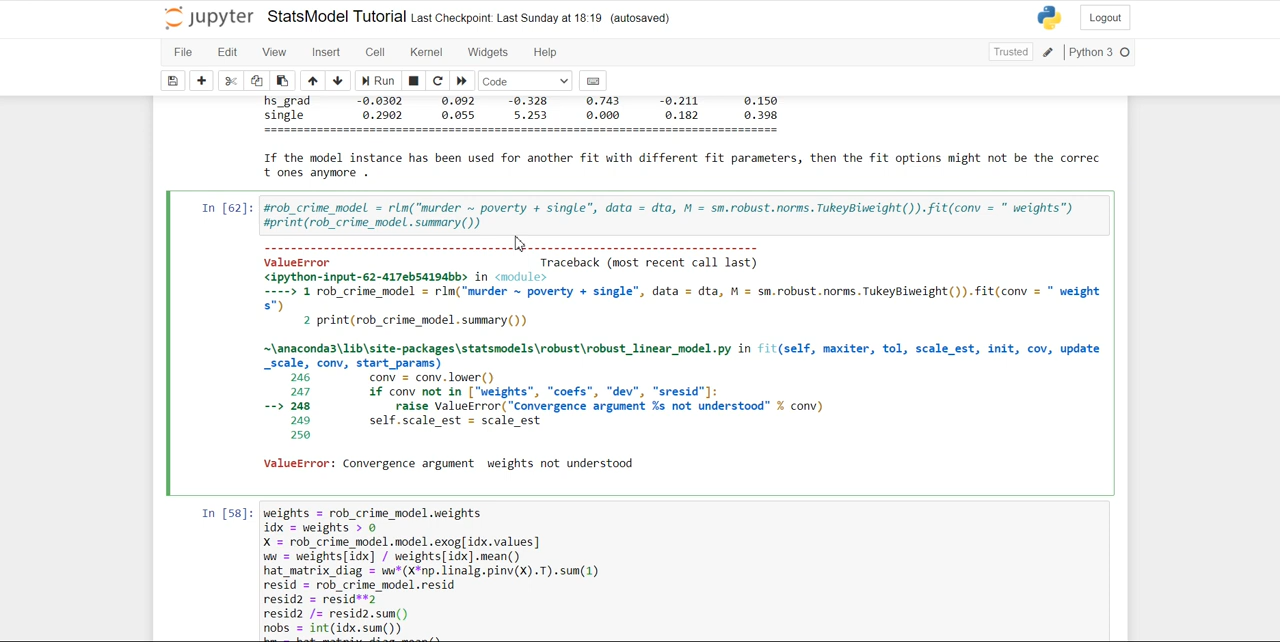 jupyter StatsModel Tutorial Last Checkpoint: Last Sunday at 18:19 (autosaved) Logout
File Edit View Insert Cell Kernel Widgets Help Trusted Python 3
Run Code
hs_grad -0.0302 0.092 -0.328 0.743 -0.211 0.150
single 0.2902 0.055 5.253 0.000 0.182 0.398
==============================================================================
If the model instance has been used for another fit with different fit parameters, then the fit options might not be the correc
t ones anymore .
In [62]: #rob_crime_model = rlm("murder ~ poverty + single", data = dta, M = sm.robust.norms.TukeyBiweight()).fit(conv = " weights")
#print(rob_crime_model.summary())
---------------------------------------------------------------------------
ValueError Traceback (most recent call last)
<ipython-input-62-417eb54194bb> in <module>
----> 1 rob_crime_model = rlm("murder ~ poverty + single", data = dta, M = sm.robust.norms.TukeyBiweight()).fit(conv = " weight
s")
2 print(rob_crime_model.summary())
~\anaconda3\lib\site-packages\statsmodels\robust\robust_linear_model.py in fit(self, maxiter, tol, scale_est, init, cov, update
_scale, conv, start_params)
246 conv = conv.lower()
247 if conv not in ["weights", "coefs", "dev", "sresid"]:
--> 248 raise ValueError("Convergence argument %s not understood" % conv)
249 self.scale_est = scale_est
250
ValueError: Convergence argument  weights not understood
In [58]: weights = rob_crime_model.weights
idx = weights > 0
X = rob_crime_model.model.exog[idx.values]
ww = weights[idx] / weights[idx].mean()
hat_matrix_diag = ww*(X*np.linalg.pinv(X).T).sum(1)
resid = rob_crime_model.resid
resid2 = resid**2
resid2 /= resid2.sum()
nobs = int(idx.sum())
hm = hat_matrix_diag.mean()